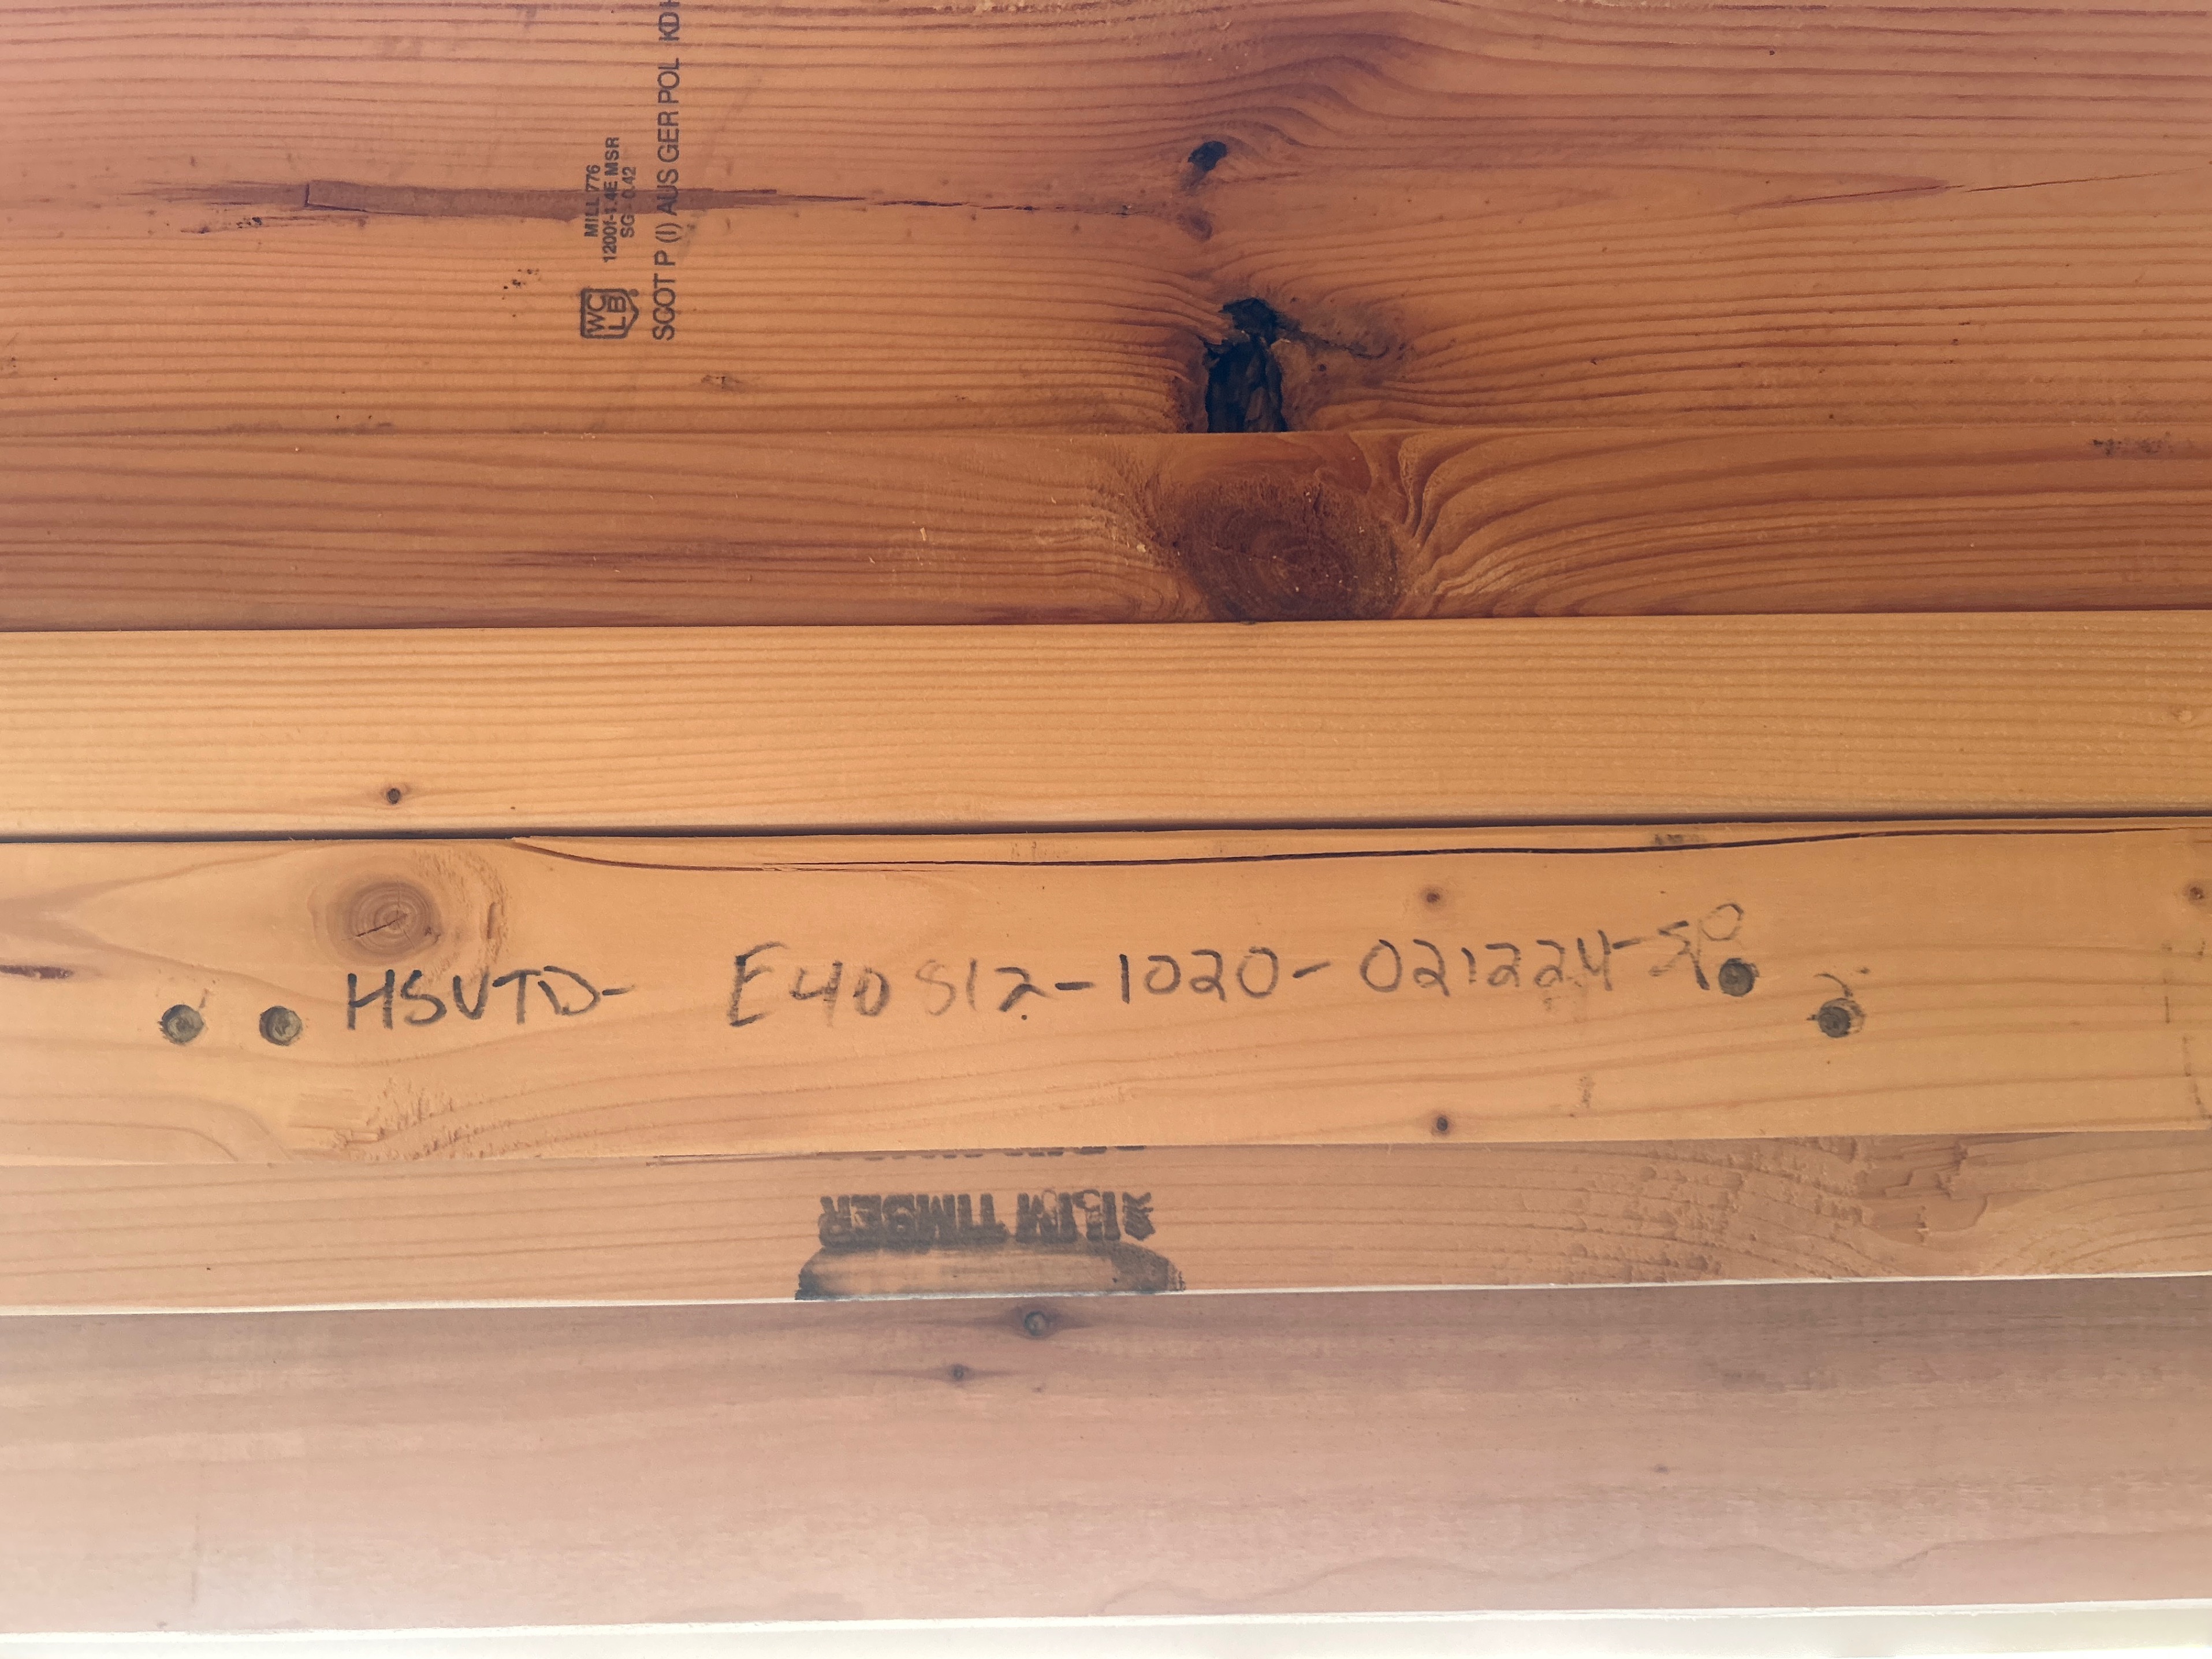 MILL 776
1200f-1.4E MSR
SG 0.42
WC
LB
SCOT P (I) AUS GER POL KD
HSVTD- E40812-1020-021224-SP
TIMBER